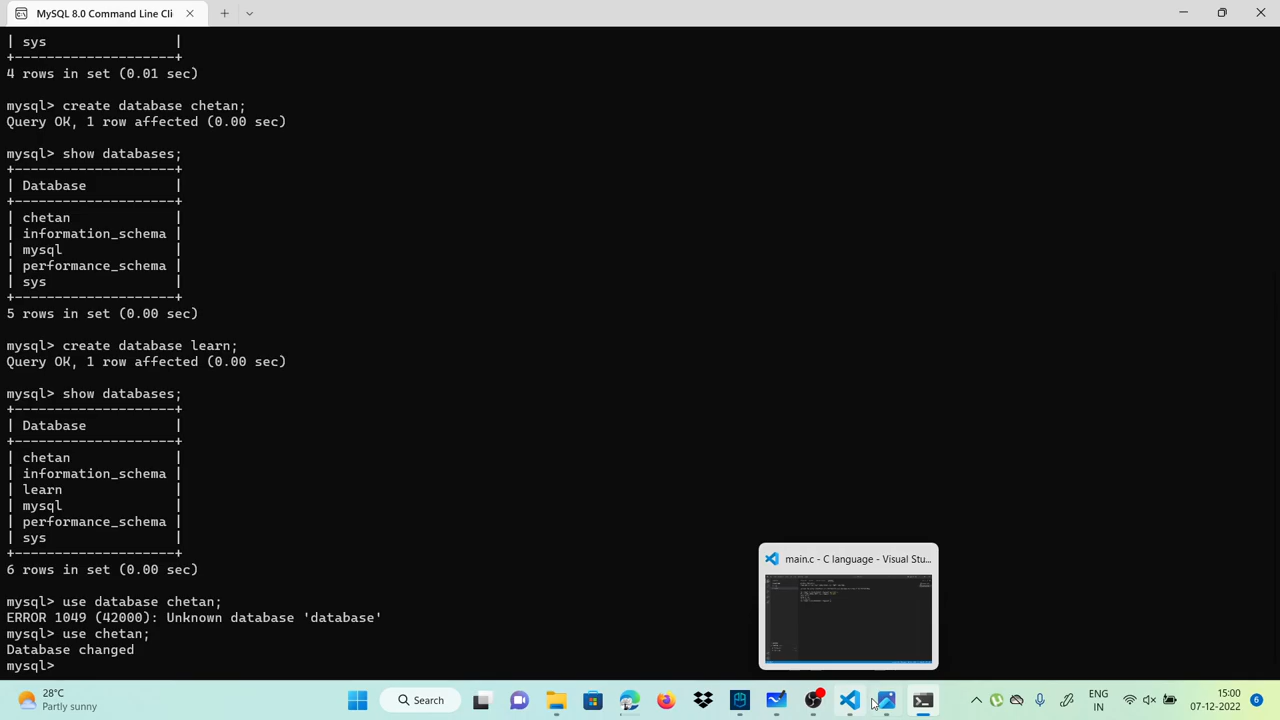 MySQL 8.0 Command Line Cli
| sys                |
+--------------------+
4 rows in set (0.01 sec)
mysql> create database chetan;
Query OK, 1 row affected (0.00 sec)
mysql> show databases;
+--------------------+
| Database           |
+--------------------+
| chetan             |
| information_schema |
| mysql              |
| performance_schema |
| sys                |
+--------------------+
5 rows in set (0.00 sec)
mysql> create database learn;
Query OK, 1 row affected (0.00 sec)
mysql> show databases;
+--------------------+
| Database           |
+--------------------+
| chetan             |
| information_schema |
| learn              |
| mysql              |
| performance_schema |
| sys                |
+--------------------+
6 rows in set (0.00 sec)
mysql> use database chetan;
ERROR 1049 (42000): Unknown database 'database'
mysql> use chetan;
Database changed
mysql>
main.c - C language - Visual Stu...
28°C
Partly sunny
Search
ENG
IN
15:00
07-12-2022
6